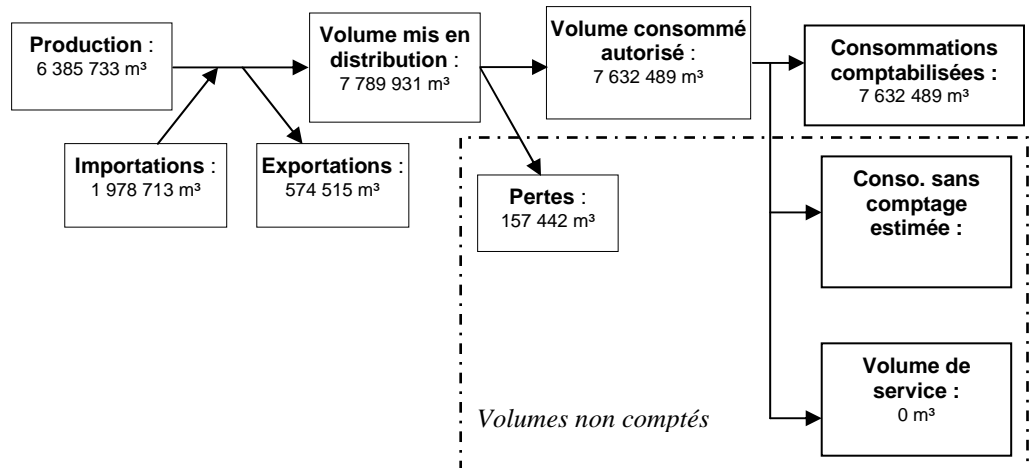 Production :
6 385 733 m³
Volume mis en
distribution :
7 789 931 m³
Volume consommé
autorisé :
7 632 489 m³
Consommations
comptabilisées :
7 632 489 m³
Importations :
1 978 713 m³
Exportations :
574 515 m³
Pertes :
157 442 m³
Conso. sans
comptage
estimée :
Volume de
service :
0 m³
Volumes non comptés